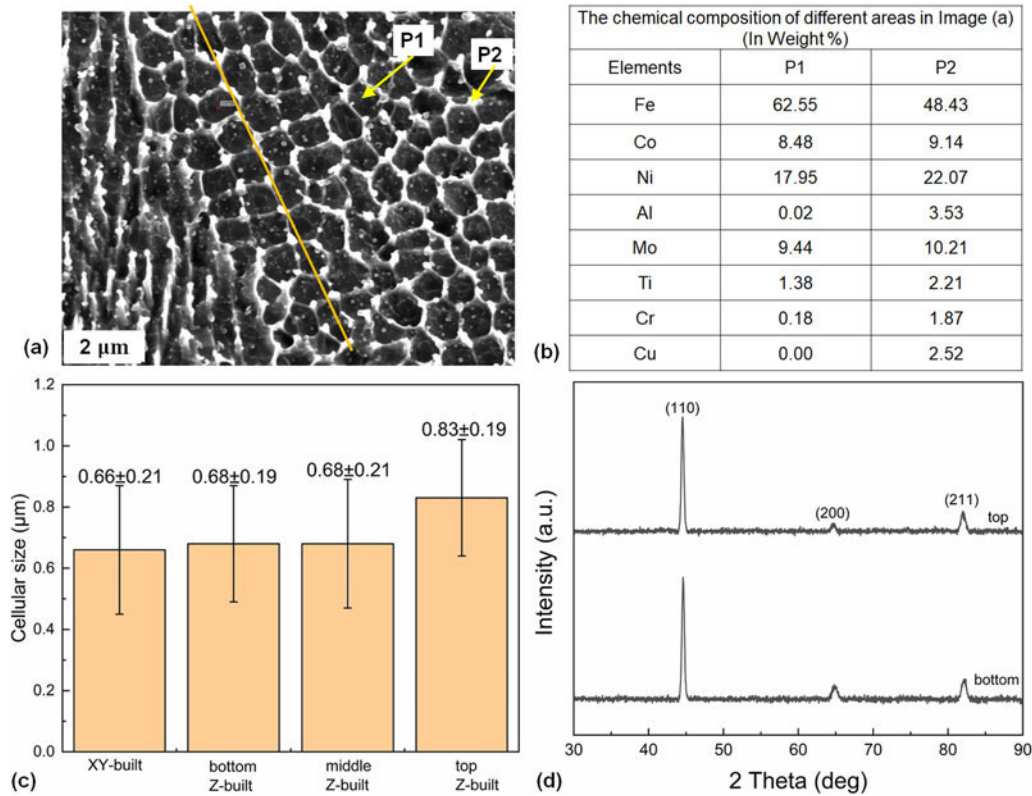 P1
P2
2 µm
(a)
The chemical composition of different areas in Image (a)
(In Weight %)
Elements P1 P2
Fe 62.55 48.43
Co 8.48 9.14
Ni 17.95 22.07
Al 0.02 3.53
Mo 9.44 10.21
Ti 1.38 2.21
Cr 0.18 1.87
Cu 0.00 2.52
(b)
Cellular size (µm)
1.2
1.0
0.8
0.6
0.4
0.2
0.0
0.66±0.21
0.68±0.19
0.68±0.21
0.83±0.19
XY-built
bottom
Z-built
middle
Z-built
top
Z-built
(c)
Intensity (a.u.)
(110)
(200)
(211)
top
bottom
30 40 50 60 70 80 90
2 Theta (deg)
(d)